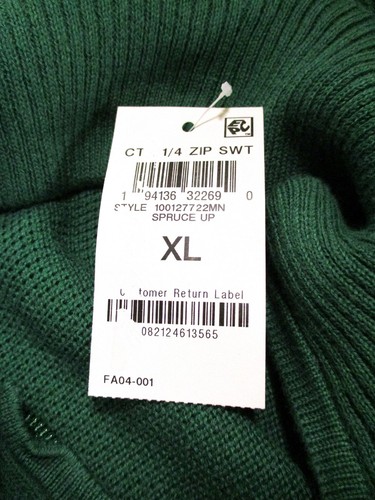 CT 1/4 ZIP SWT
1 94136 32269 0
STYLE 100127722MN
SPRUCE UP
XL
Customer Return Label
082124613565
FA04-001